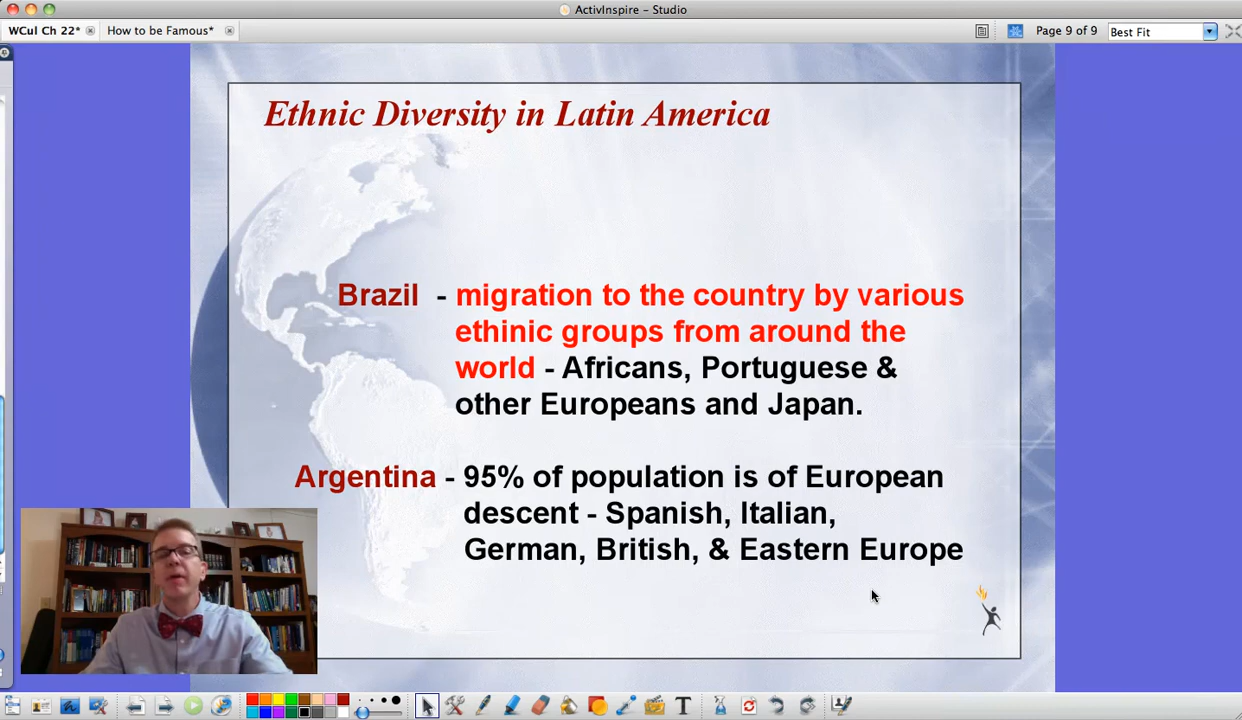 ActivInspire - Studio
WCul Ch 22*
How to be Famous*
Page 9 of 9
Best Fit
Ethnic Diversity in Latin America
Brazil - migration to the country by various
ethinic groups from around the
world - Africans, Portuguese &
other Europeans and Japan.
Argentina - 95% of population is of European
descent - Spanish, Italian,
German, British, & Eastern Europe
T